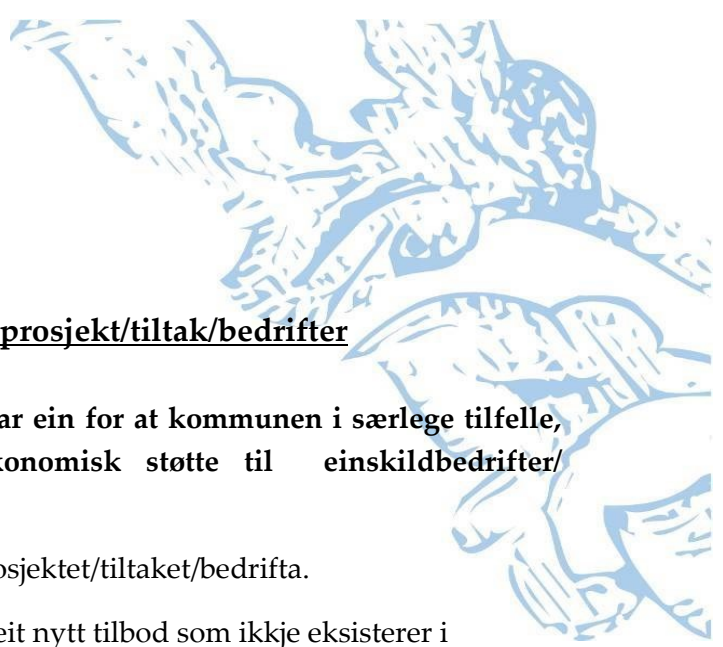 prosjekt/tiltak/bedrifter
ar ein for at kommunen i særlege tilfelle,
konomisk støtte til einskildbedrifter/
osjektet/tiltaket/bedrifta.
eit nytt tilbod som ikkje eksisterer i